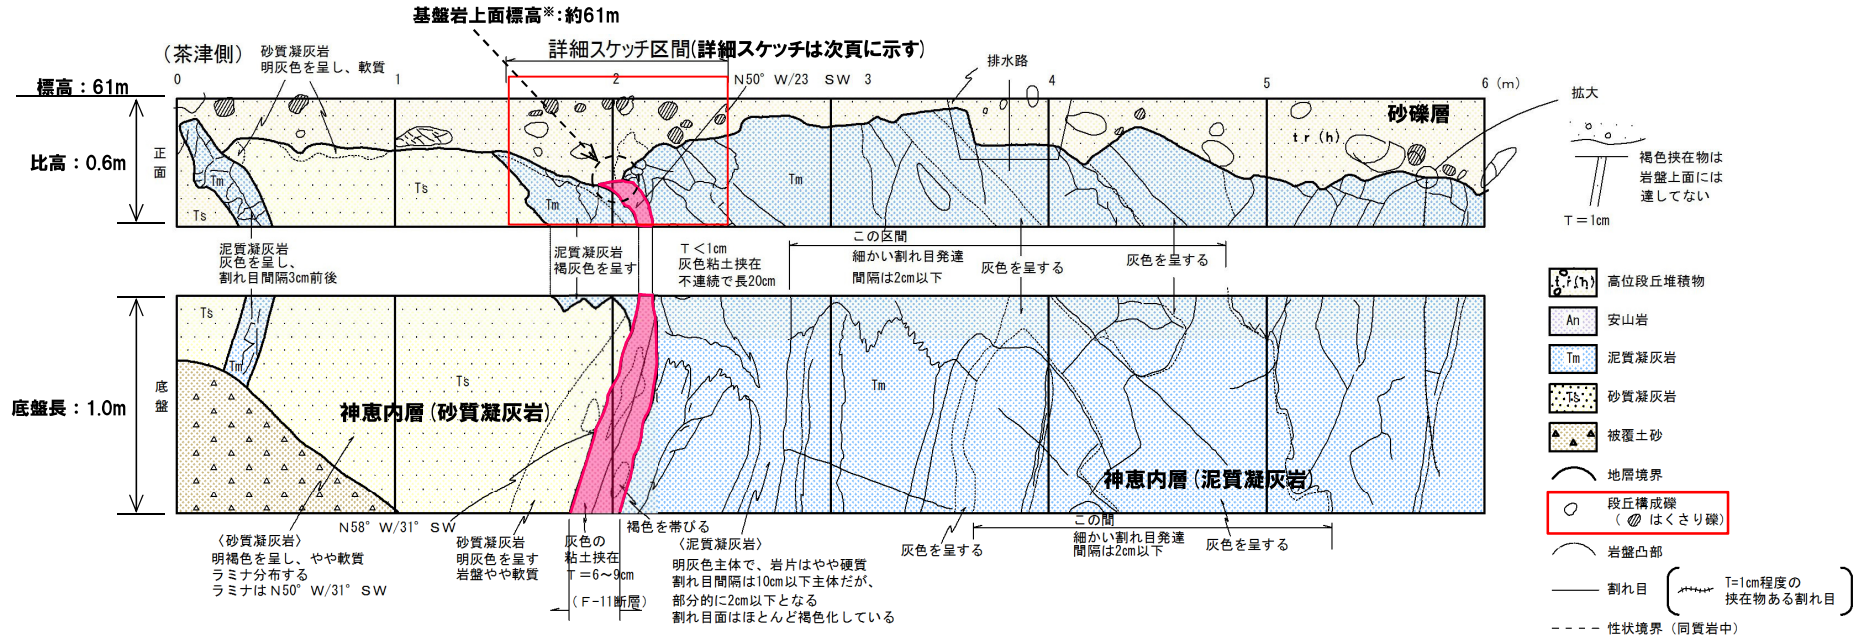 基盤岩上面標高※:約61m
(茶津側)
砂質凝灰岩
明灰色を呈し、軟質
詳細スケッチ区間(詳細スケッチは次頁に示す)
0 1 2 N50°W/23 SW 3 4 5 6 (m)
排水路
拡大
標高:61m
比高:0.6m
正面
砂礫層
tr(h)
Tm
Ts
Ts
Tm
Tm
褐色挟在物は
岩盤上面には
達してない
T=1cm
泥質凝灰岩
灰色を呈し、
割れ目間隔3cm前後
泥質凝灰岩
褐灰色を呈す
T<1cm
灰色粘土挟在
不連続で長20cm
この区間
細かい割れ目発達
間隔は2cm以下
灰色を呈する
灰色を呈する
底盤長:1.0m
底盤
Ts
Tm
Ts
神恵内層(砂質凝灰岩)
Tm
神恵内層(泥質凝灰岩)
N58°W/31°SW
〈砂質凝灰岩〉
明褐色を呈し、やや軟質
ラミナ分布する
ラミナはN50°W/31°SW
砂質凝灰岩
明灰色を呈す
岩盤やや軟質
灰色の
粘土挟在
T=6~9cm
(F-11断層)
褐色を帯びる
〈泥質凝灰岩〉
明灰色主体で、岩片はやや硬質
割れ目間隔は10cm以下主体だが、
部分的に2cm以下となる
割れ目面はほとんど褐色化している
灰色を呈する
この間
細かい割れ目発達
間隔は2cm以下
灰色を呈する
t.r(h) 高位段丘堆積物
An 安山岩
Tm 泥質凝灰岩
Ts 砂質凝灰岩
被覆土砂
地層境界
段丘構成礫
( はくさり礫)
岩盤凸部
割れ目
T=1cm程度の
挟在物ある割れ目
性状境界(同質岩中)